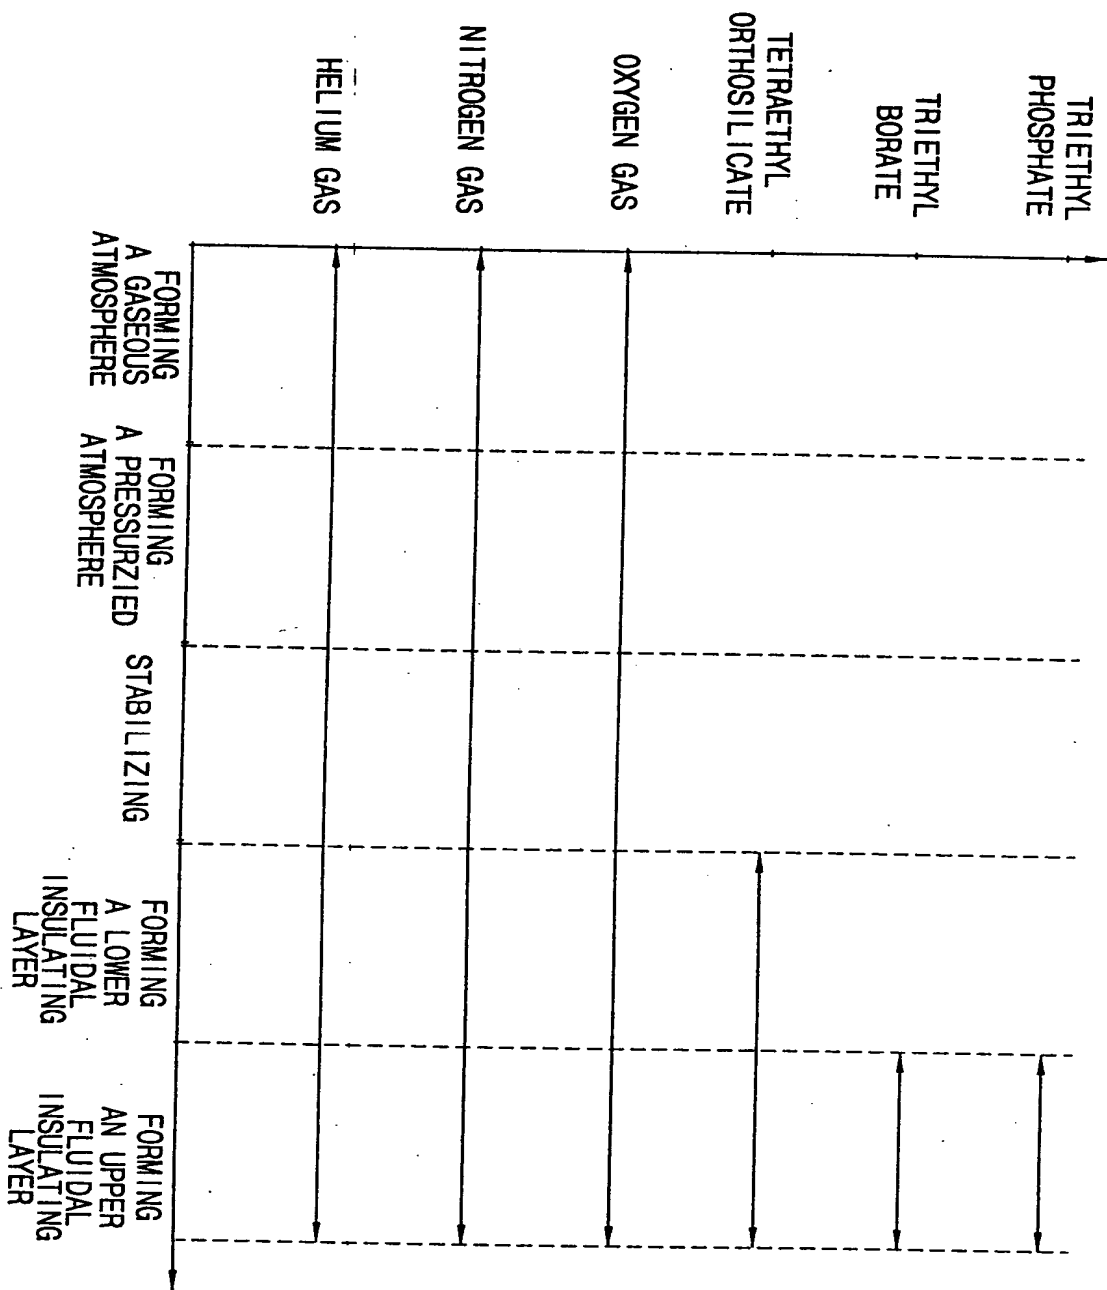 TRIETHYL
PHOSPHATE
TRIETHYL
BORATE
TETRAETHYL
ORTHOSILICATE
OXYGEN GAS
NITROGEN GAS
HELIUM GAS
FORMING
A GASEOUS
ATMOSPHERE
FORMING
A PRESSURZIED
ATMOSPHERE
STABILIZING
FORMING
A LOWER
FLUIDAL
INSULATING
LAYER
FORMING
AN UPPER
FLUIDAL
INSULATING
LAYER